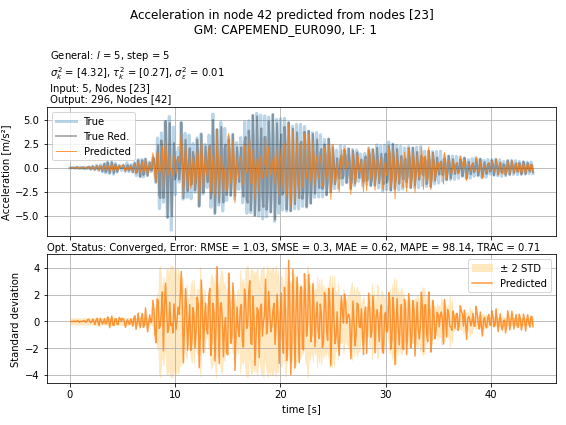 Acceleration in node 42 predicted from nodes [23]
GM: CAPEMEND_EUR090, LF: 1
General: l = 5, step = 5
σ²ₖ = [4.32], τ²ₖ = [0.27], σ²ₑ = 0.01
Input: 5, Nodes [23]
Output: 296, Nodes [42]
Acceleration [m/s²]
5.0
2.5
0.0
−2.5
−5.0
True
True Red.
Predicted
Opt. Status: Converged, Error: RMSE = 1.03, SMSE = 0.3, MAE = 0.62, MAPE = 98.14, TRAC = 0.71
Standard deviation
4
2
0
−2
−4
± 2 STD
Predicted
0
10
20
30
40
time [s]